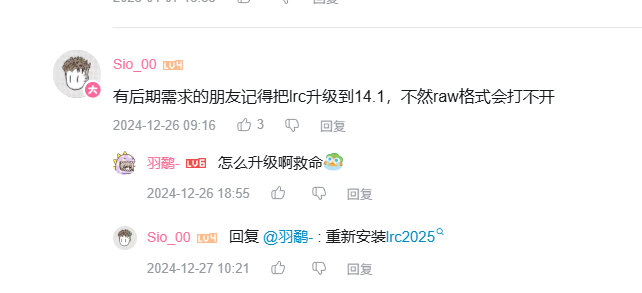 回复
Sio_00 LV4
大
有后期需求的朋友记得把lrc升级到14.1，不然raw格式会打不开
2024-12-26 09:16 3 回复
羽鹬- LV6 怎么升级啊救命
2024-12-26 18:55 回复
Sio_00 LV4 回复 @羽鹬- : 重新安装lrc2025
2024-12-27 10:21 回复